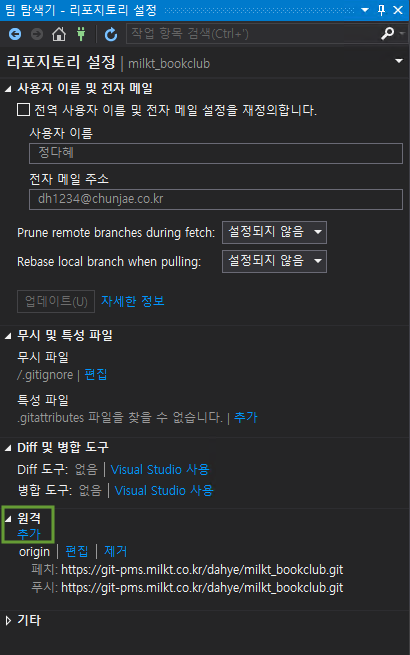 팀 탐색기 - 리포지토리 설정
작업 항목 검색(Ctrl+')
리포지토리 설정 | milkt_bookclub
사용자 이름 및 전자 메일
전역 사용자 이름 및 전자 메일 설정을 재정의합니다.
사용자 이름
정다혜
전자 메일 주소
dh1234@chunjae.co.kr
Prune remote branches during fetch: 설정되지 않음
Rebase local branch when pulling: 설정되지 않음
업데이트(U) 자세한 정보
무시 및 특성 파일
무시 파일
/.gitignore | 편집
특성 파일
.gitattributes 파일을 찾을 수 없습니다. | 추가
Diff 및 병합 도구
Diff 도구: 없음 | Visual Studio 사용
병합 도구: 없음 | Visual Studio 사용
원격
추가
origin | 편집 | 제거
페치: https://git-pms.milkt.co.kr/dahye/milkt_bookclub.git
푸시: https://git-pms.milkt.co.kr/dahye/milkt_bookclub.git
기타